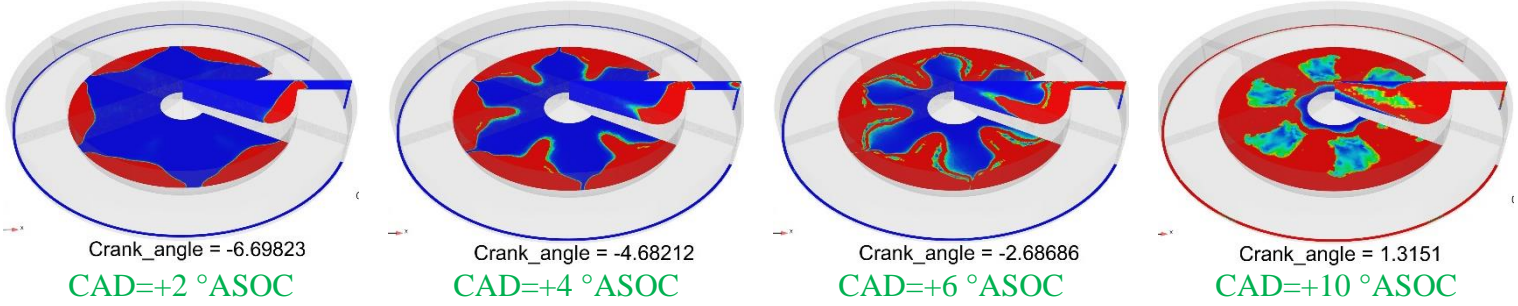 Crank_angle = -6.69823
CAD=+2 °ASOC
Crank_angle = -4.68212
CAD=+4 °ASOC
Crank_angle = -2.68686
CAD=+6 °ASOC
Crank_angle = 1.3151
CAD=+10 °ASOC